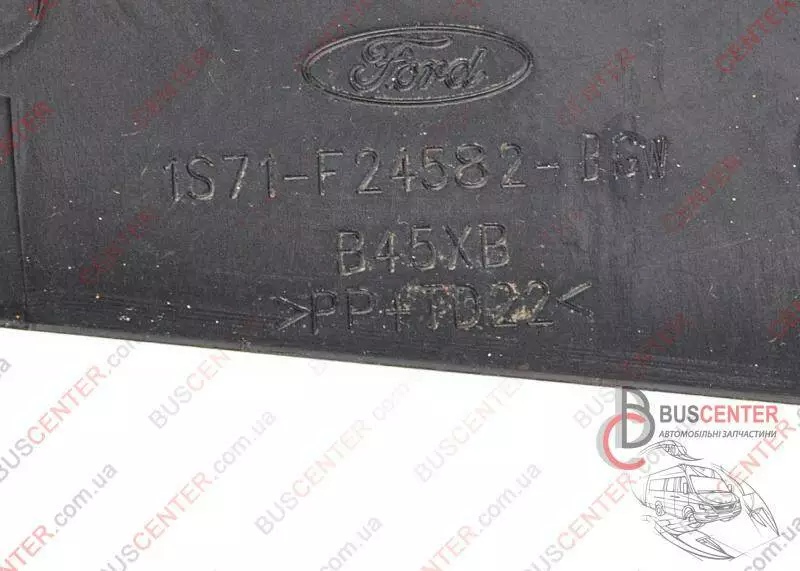 Ford
1S71-F24582-BGW
B45XB
>PP+TD22<
BUSCENTER
АВТОМОБІЛЬНІ ЗАПЧАСТИНИ
BUSCENTER.com.ua